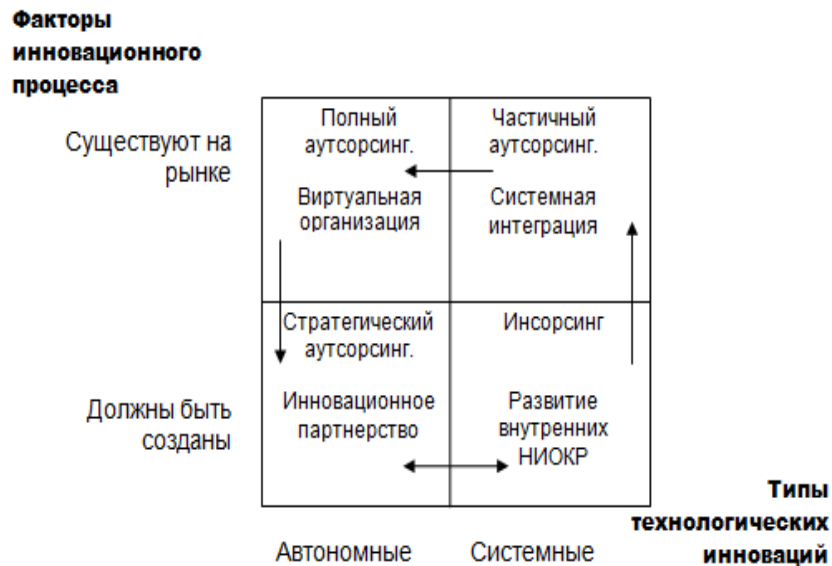 Факторы
инновационного
процесса
Существуют на
рынке
Полный
аутсорсинг.
Виртуальная
организация
Частичный
аутсорсинг.
Системная
интеграция
Должны быть
созданы
Стратегический
аутсорсинг.
Инновационное
партнерство
Инсорсинг
Развитие
внутренних
НИОКР
Автономные
Системные
Типы
технологических
инноваций